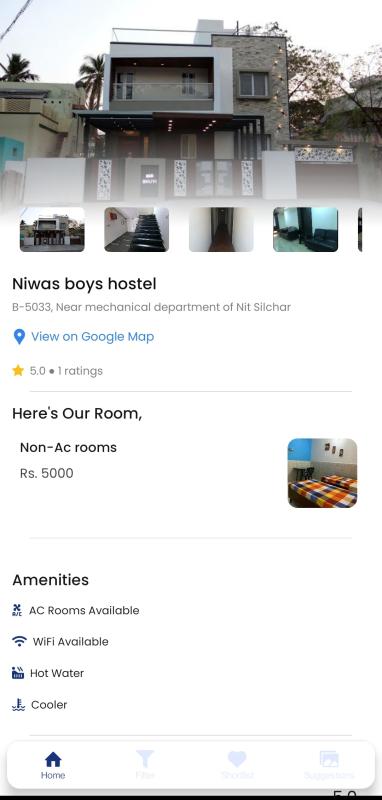 Niwas boys hostel
B-5033, Near mechanical department of Nit Silchar
View on Google Map
5.0 ● 1 ratings
Here's Our Room,
Non-Ac rooms
Rs. 5000
Amenities
A/C AC Rooms Available
WiFi Available
Hot Water
Cooler
Home Filter Shortlist Suggestions
5.0